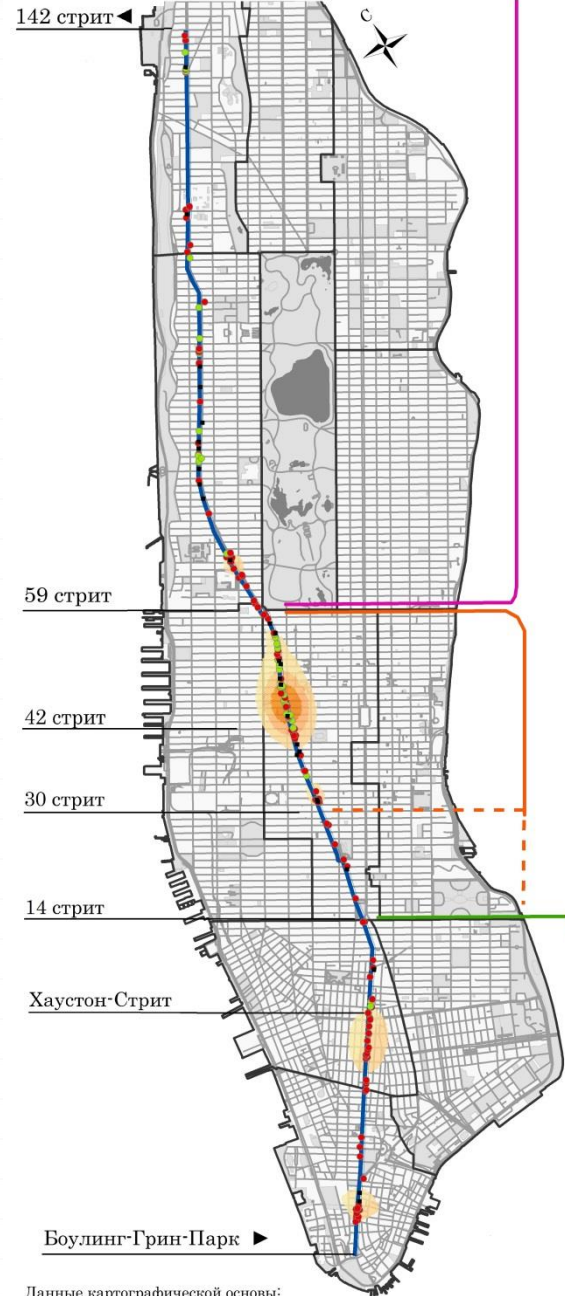 142 стрит
С
59 стрит
42 стрит
30 стрит
14 стрит
Хаустон-Стрит
Боулинг-Грин-Парк
Данные картографической основы: